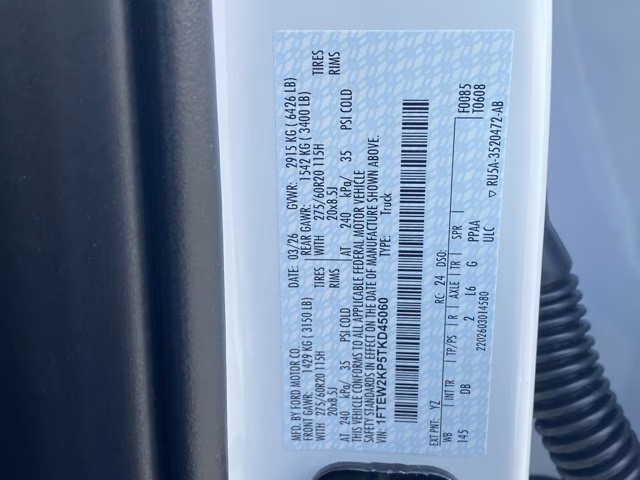 MFD. BY FORD MOTOR CO.
DATE: 03/26 GVWR: 2915 KG ( 6426 LB)
FRONT GAWR: 1429 KG ( 3150 LB) REAR GAWR: 1542 KG ( 3400 LB)
WITH 275/60R20 115H TIRES WITH 275/60R20 115H TIRES
20x8.5J RIMS 20x8.5J RIMS
AT 240 kPa/ 35 PSI COLD AT 240 kPa/ 35 PSI COLD
THIS VEHICLE CONFORMS TO ALL APPLICABLE FEDERAL MOTOR VEHICLE
SAFETY STANDARDS IN EFFECT ON THE DATE OF MANUFACTURE SHOWN ABOVE.
VIN: 1FTEW2KP5TKD45060 TYPE: Truck
EXT PNT: YZ RC: 24 DSO: F0085
WB INT TR TP/PS R AXLE TR SPR T0608
145 DB 2 L6 G PPAA
ULC
2202603014580 ▽ RU5A-3520472-AB